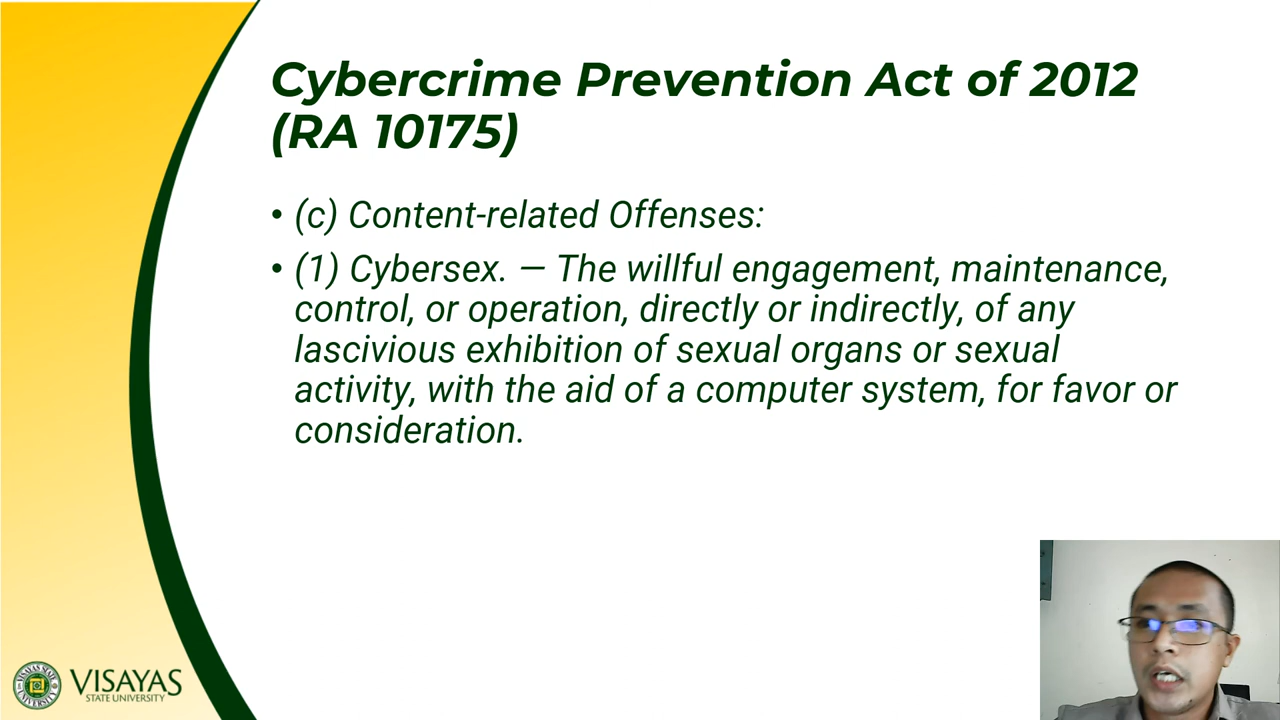 Cybercrime Prevention Act of 2012
(RA 10175)
• (c) Content-related Offenses:
• (1) Cybersex. — The willful engagement, maintenance,
control, or operation, directly or indirectly, of any
lascivious exhibition of sexual organs or sexual
activity, with the aid of a computer system, for favor or
consideration.
VISAYAS
STATE UNIVERSITY